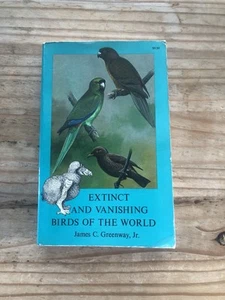 EXTINCT
AND VANISHING
BIRDS OF THE WORLD
James C. Greenway, Jr.